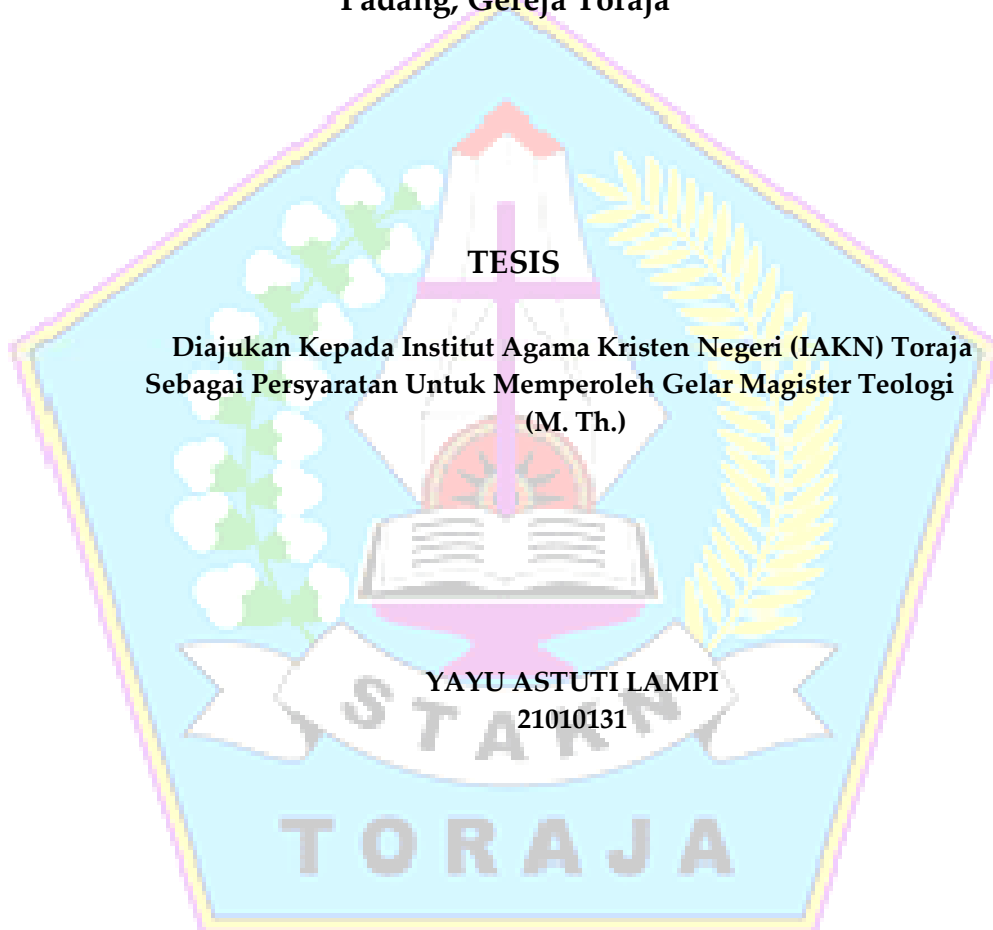 Padang, Gereja Toraja
TESIS
Diajukan Kepada Institut Agama Kristen Negeri (IAKN) Toraja
Sebagai Persyaratan Untuk Memperoleh Gelar Magister Teologi
(M. Th.)
YAYU ASTUTI LAMPI
21010131
STAKN
TORAJA